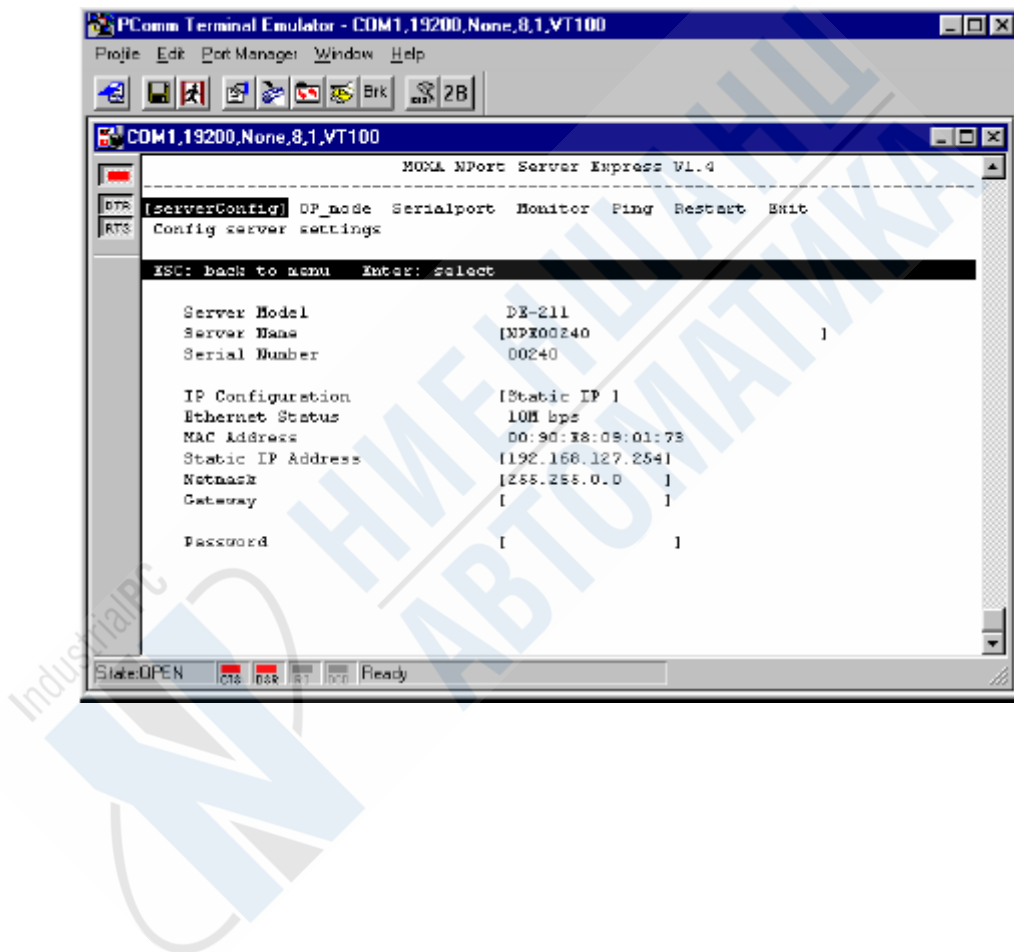 PComm Terminal Emulator - COM1,19200,None,8,1,VT100
Profile Edit Port Manager Window Help
Brk 2B
COM1,19200,None,8,1,VT100
MOXA NPort Server Express V1.4
DTR
RTS
[serverConfig] OP_mode Serialport Monitor Ping Restart Exit
Config server settings
ESC: back to menu Enter: select
Server Model DE-211
Server Name [NPE00240 ]
Serial Number 00240
IP Configuration [Static IP ]
Ethernet Status 10M bps
MAC Address 00:90:E8:09:01:73
Static IP Address [192.168.127.254]
Netmask [255.255.0.0 ]
Gateway [ ]
Password [ ]
State:OPEN CTS DSR RI DCD Ready
IndustrialPC
НИЕНШАНЦ
АВТОМАТИКА